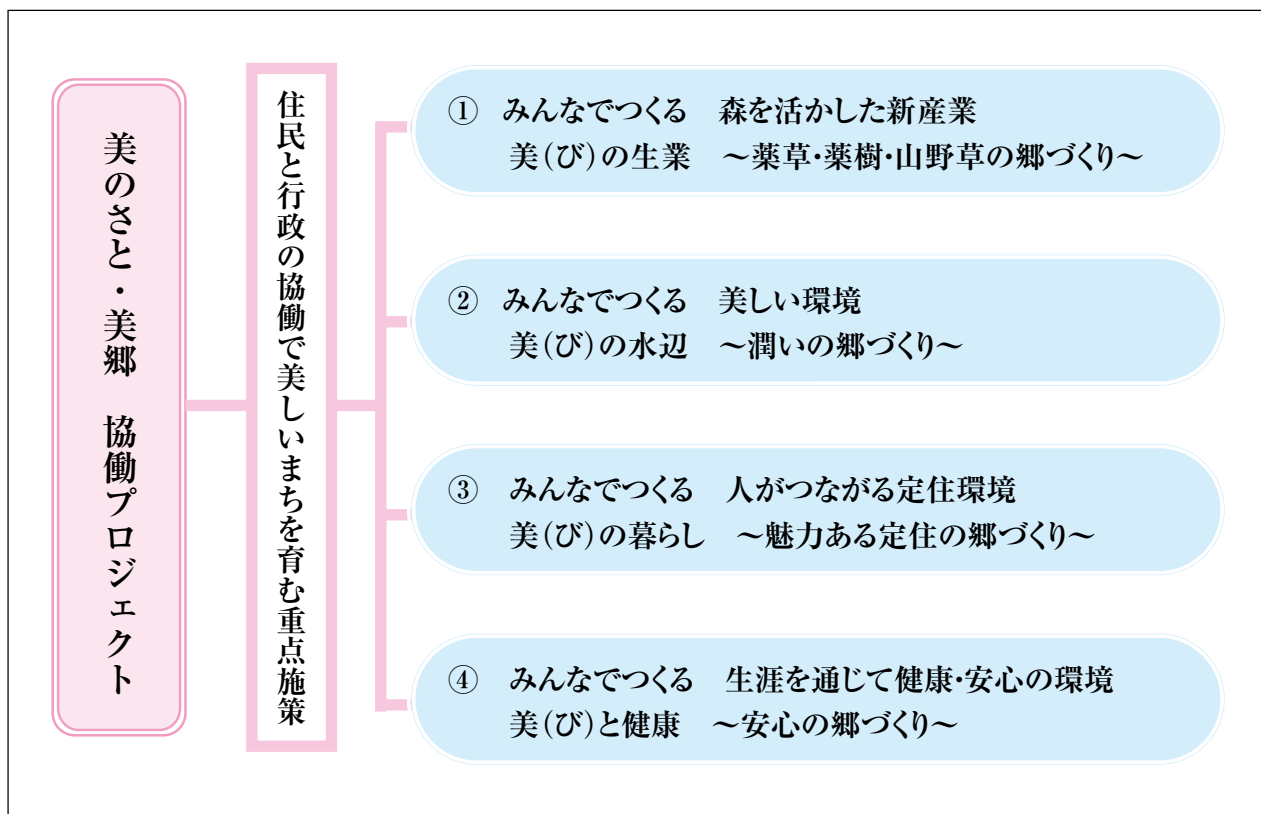 美のさと・美郷　協働プロジェクト
住民と行政の協働で美しいまちを育む重点施策
①　みんなでつくる　森を活かした新産業
美（び）の生業　～薬草・薬樹・山野草の郷づくり～
②　みんなでつくる　美しい環境
美（び）の水辺　～潤いの郷づくり～
③　みんなでつくる　人がつながる定住環境
美（び）の暮らし　～魅力ある定住の郷づくり～
④　みんなでつくる　生涯を通じて健康・安心の環境
美（び）と健康　～安心の郷づくり～